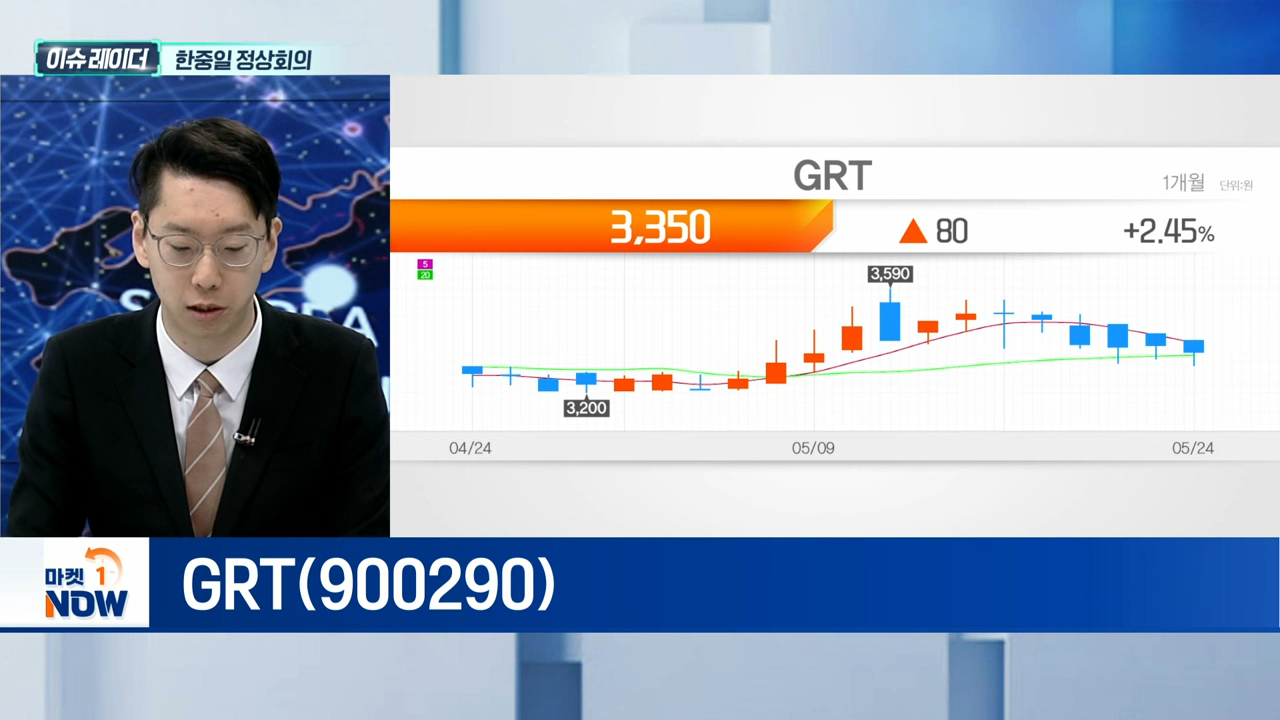 이슈 레이더 한중일 정상회의
GRT
1개월 단위:원
3,350 ▲ 80 +2.45%
5
20
3,590
3,200
04/24 05/09 05/24
마켓 1
NOW
GRT(900290)